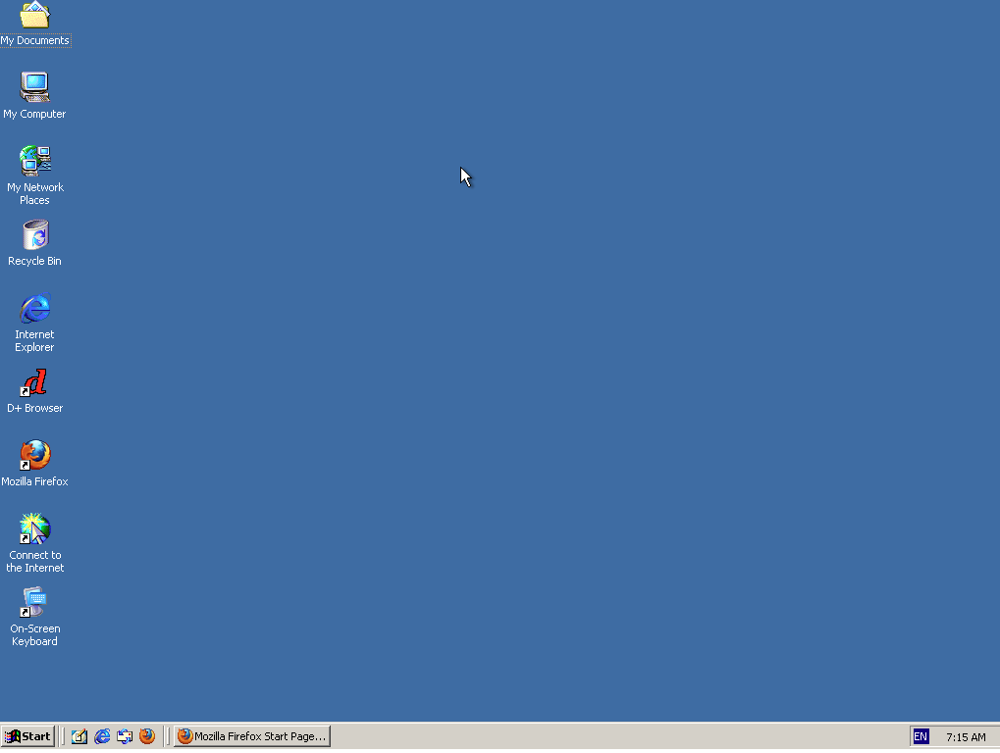 My Documents
My Computer
My Network
Places
Recycle Bin
Internet
Explorer
D+ Browser
Mozilla Firefox
Connect to
the Internet
On-Screen
Keyboard
Start
Mozilla Firefox Start Page...
EN
7:15 AM